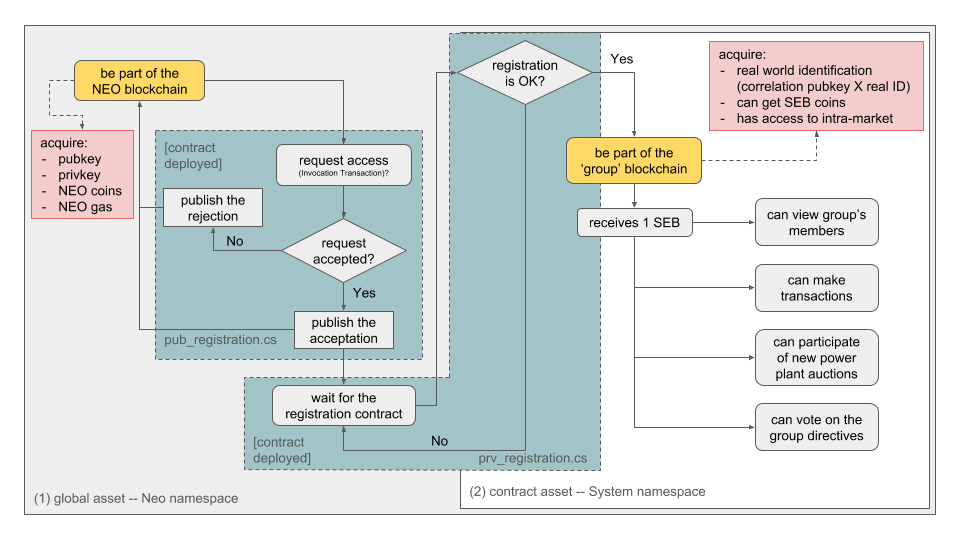 be part of the
NEO blockchain
acquire:
- pubkey
- privkey
- NEO coins
- NEO gas
[contract
deployed]
request access
(Invocation Transaction)?
publish the
rejection
No
request
accepted?
Yes
publish the
acceptation
pub_registration.cs
wait for the
registration contract
[contract
deployed]
No
prv_registration.cs
(1) global asset -- Neo namespace
registration
is OK?
Yes
acquire:
- real world identification
(correlation pubkey X real ID)
- can get SEB coins
- has access to intra-market
be part of the
‘group’ blockchain
receives 1 SEB
can view group’s
members
can make
transactions
can participate
of new power
plant auctions
can vote on the
group directives
(2) contract asset -- System namespace